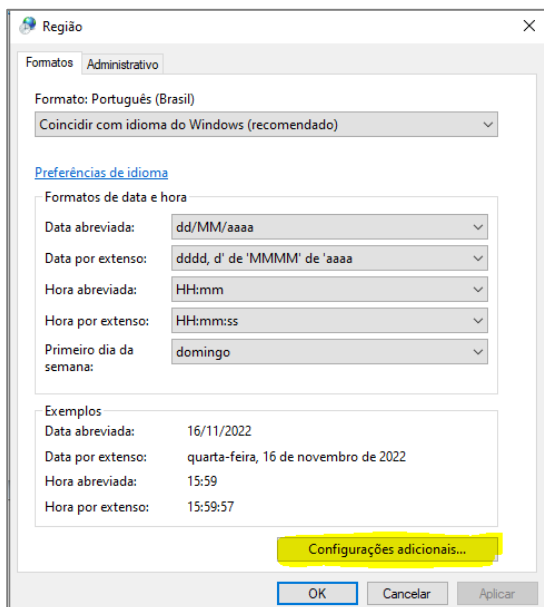 Região
Formatos Administrativo
Formato: Português (Brasil)
Coincidir com idioma do Windows (recomendado)
Preferências de idioma
Formatos de data e hora
Data abreviada: dd/MM/aaaa
Data por extenso: dddd, d' de 'MMMM' de 'aaaa
Hora abreviada: HH:mm
Hora por extenso: HH:mm:ss
Primeiro dia da semana: domingo
Exemplos
Data abreviada: 16/11/2022
Data por extenso: quarta-feira, 16 de novembro de 2022
Hora abreviada: 15:59
Hora por extenso: 15:59:57
Configurações adicionais...
OK Cancelar Aplicar